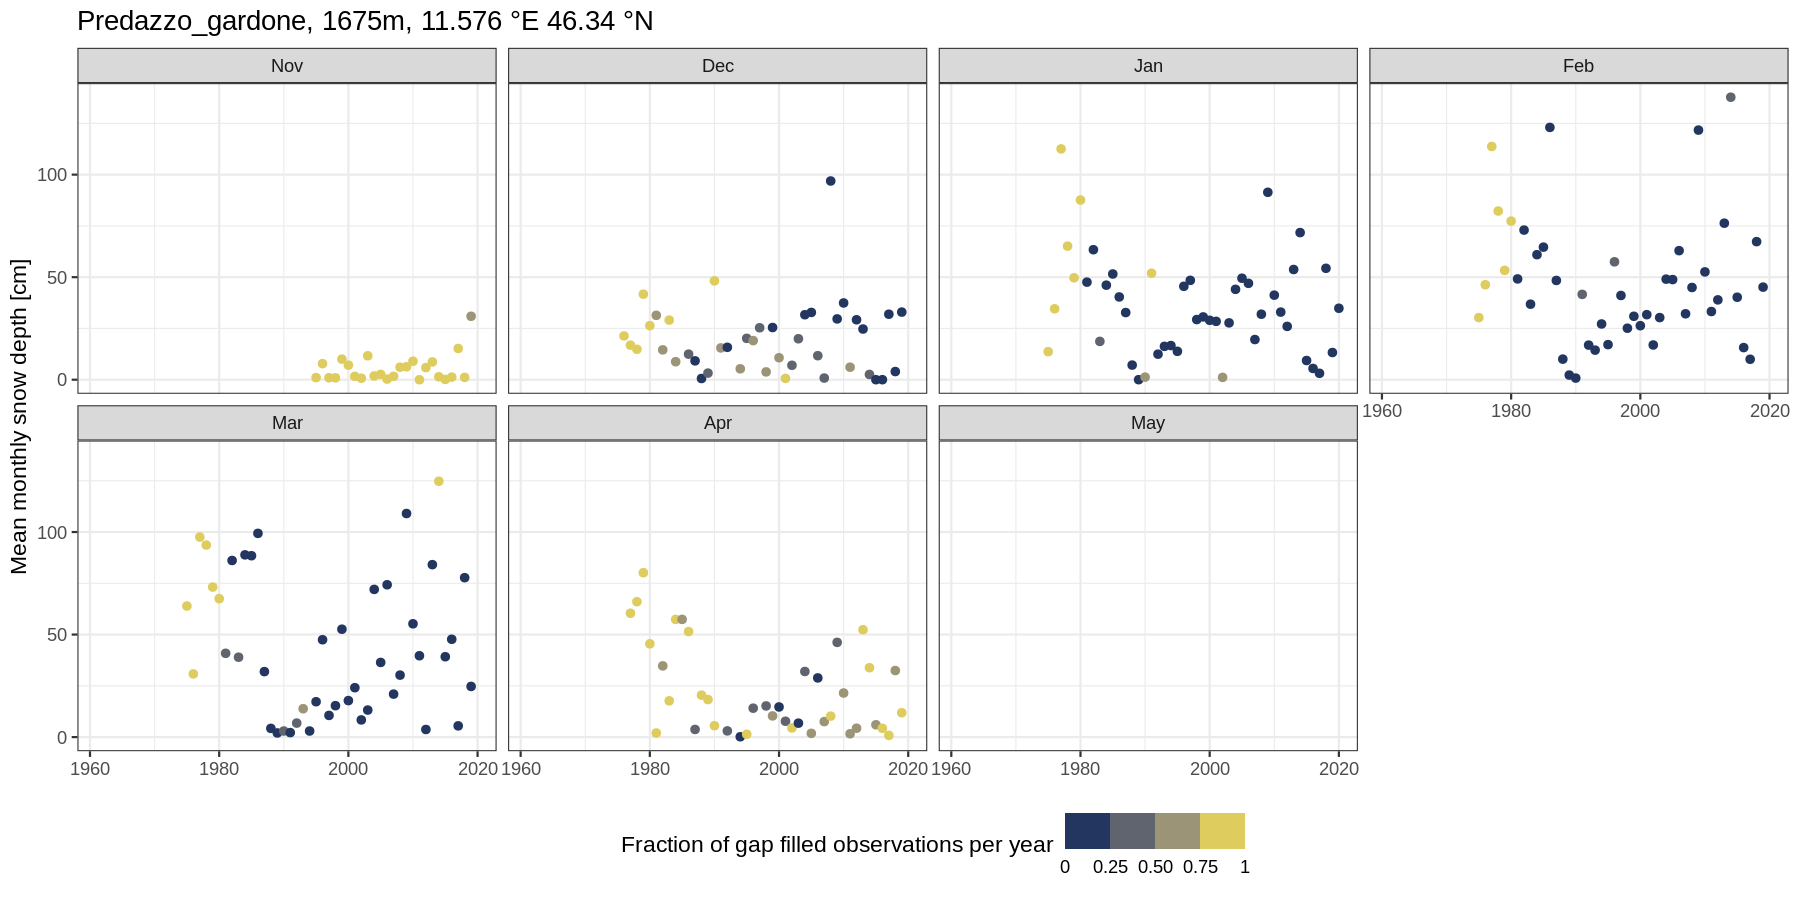 Predazzo_gardone, 1675m, 11.576 °E 46.34 °N
Nov Dec Jan Feb
100
50
0
1960 1980 2000 2020
Mar Apr May
100
50
0
1960 1980 2000 2020 1960 1980 2000 2020 1960 1980 2000 2020
Mean monthly snow depth [cm]
Fraction of gap filled observations per year
0 0.25 0.50 0.75 1